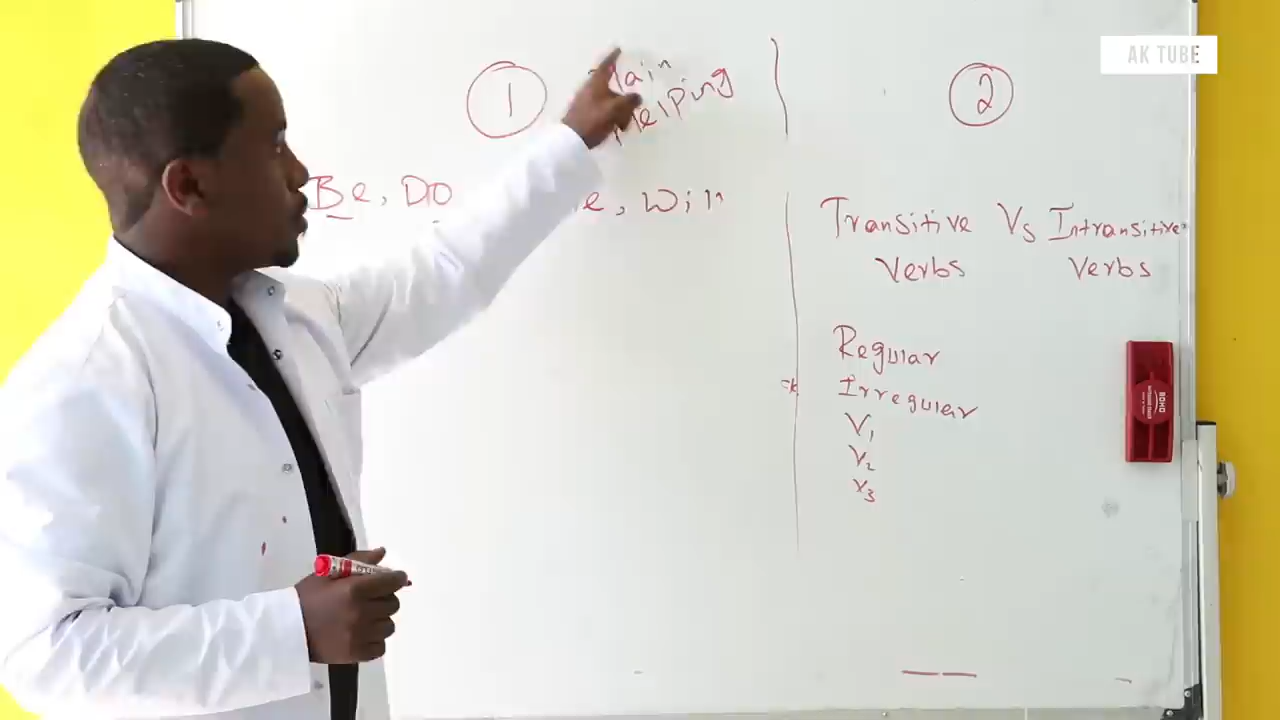 AK TUBE
1
Main
Helping
Be, Do
e, Will
2
Transitive Vs Intransitive
Verbs Verbs
Regular
Irregular
V1
V2
V3